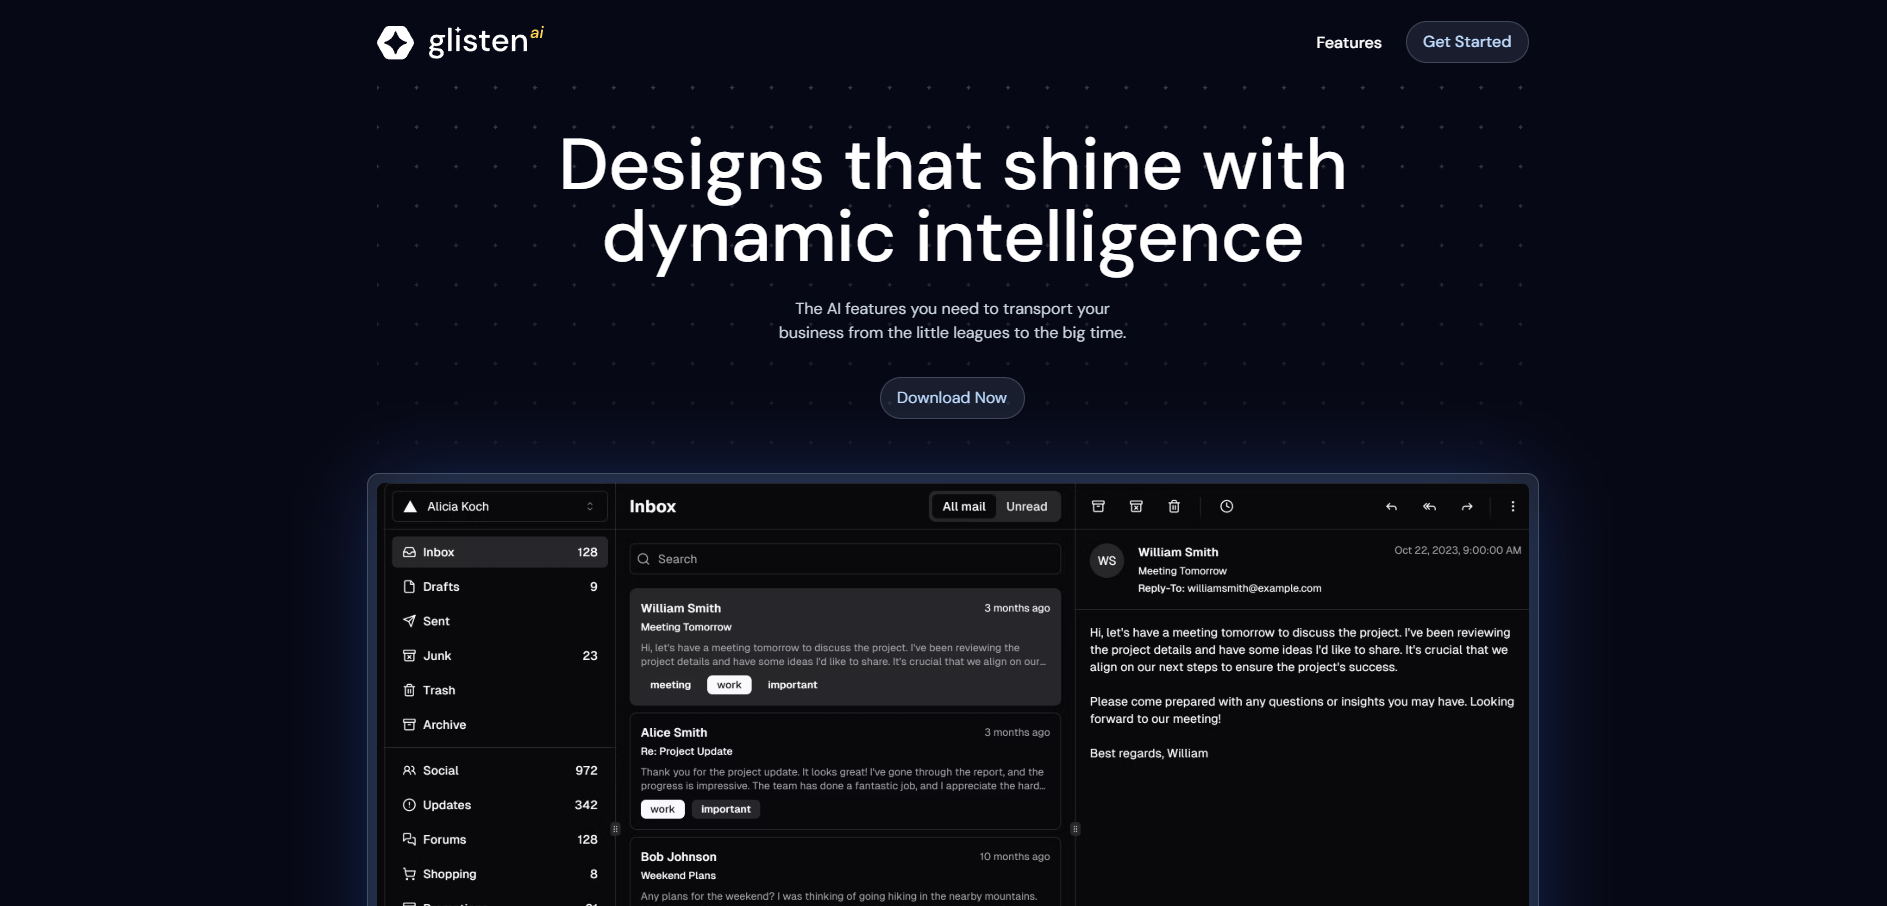 glisten ai
Features
Get Started
Designs that shine with
dynamic intelligence
The AI features you need to transport your
business from the little leagues to the big time.
Download Now
Alicia Koch
Inbox 128
Drafts 9
Sent
Junk 23
Trash
Archive
Social 972
Updates 342
Forums 128
Shopping 8
Inbox
All mail
Unread
Search
William Smith 3 months ago
Meeting Tomorrow
Hi, let's have a meeting tomorrow to discuss the project. I've been reviewing the
project details and have some ideas I'd like to share. It's crucial that we align on our...
meeting work important
Alice Smith 3 months ago
Re: Project Update
Thank you for the project update. It looks great! I've gone through the report, and the
progress is impressive. The team has done a fantastic job, and I appreciate the hard...
work important
Bob Johnson 10 months ago
Weekend Plans
Any plans for the weekend? I was thinking of going hiking in the nearby mountains.
WS
William Smith Oct 22, 2023, 9:00:00 AM
Meeting Tomorrow
Reply-To: williamsmith@example.com
Hi, let's have a meeting tomorrow to discuss the project. I've been reviewing
the project details and have some ideas I'd like to share. It's crucial that we
align on our next steps to ensure the project's success.
Please come prepared with any questions or insights you may have. Looking
forward to our meeting!
Best regards, William